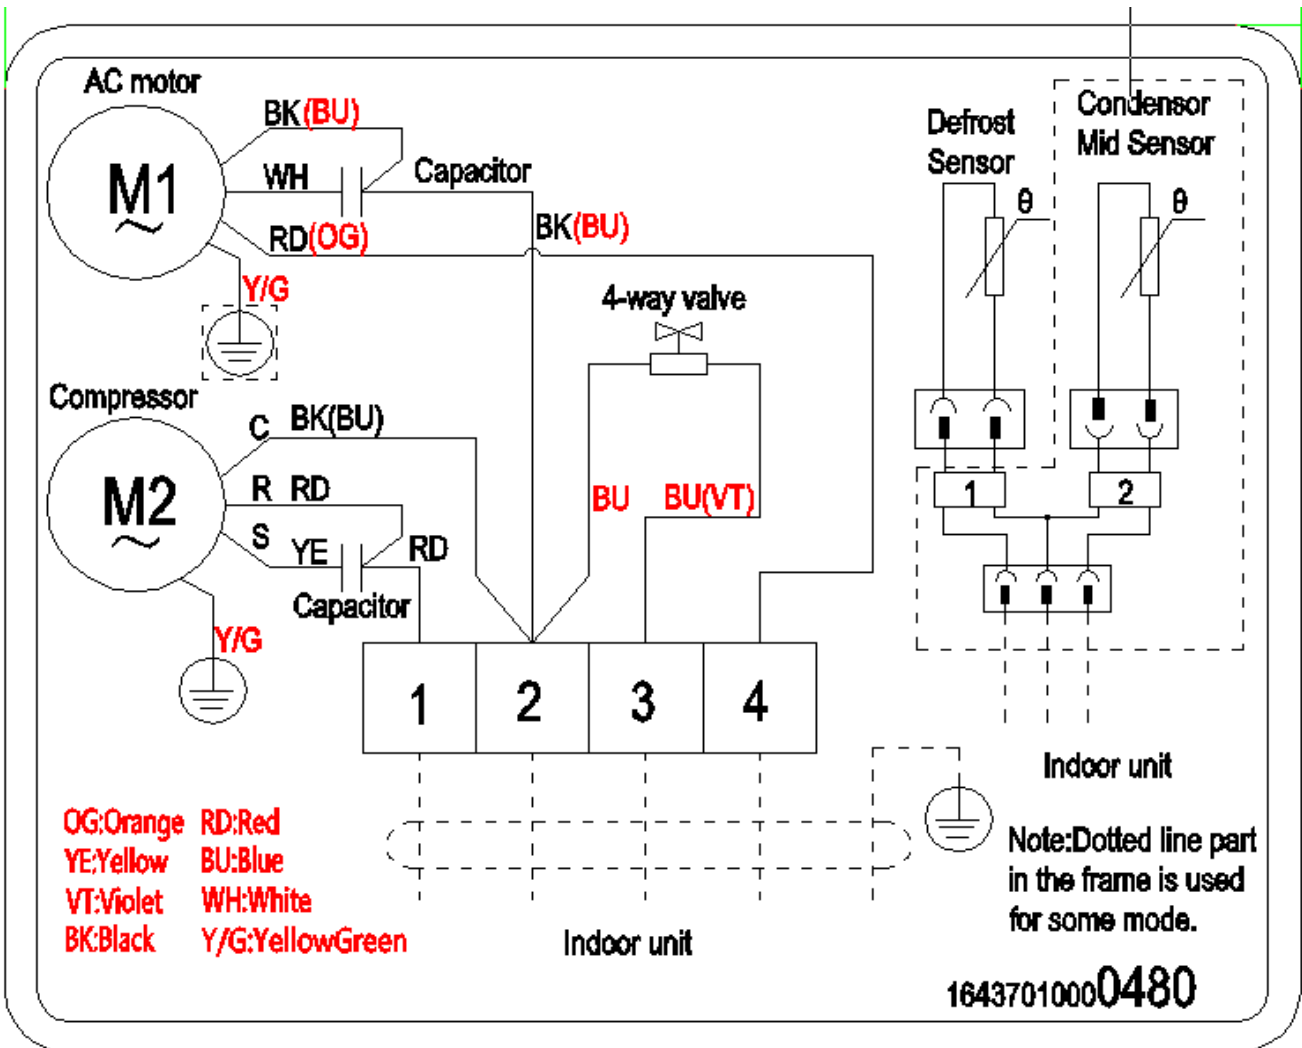 AC motor
M1
BK(BU)
WH
Capacitor
RD(OG)
BK(BU)
Y/G
4-way valve
Defrost
Sensor
θ
Condensor
Mid Sensor
θ
Compressor
M2
C BK(BU)
R RD
S YE
RD
Capacitor
Y/G
BU BU(VT)
1 2
1 2 3 4
Indoor unit
OG:Orange RD:Red
YE:Yellow BU:Blue
VT:Violet WH:White
BK:Black Y/G:YellowGreen
Indoor unit
Note:Dotted line part
in the frame is used
for some mode.
16437010000480